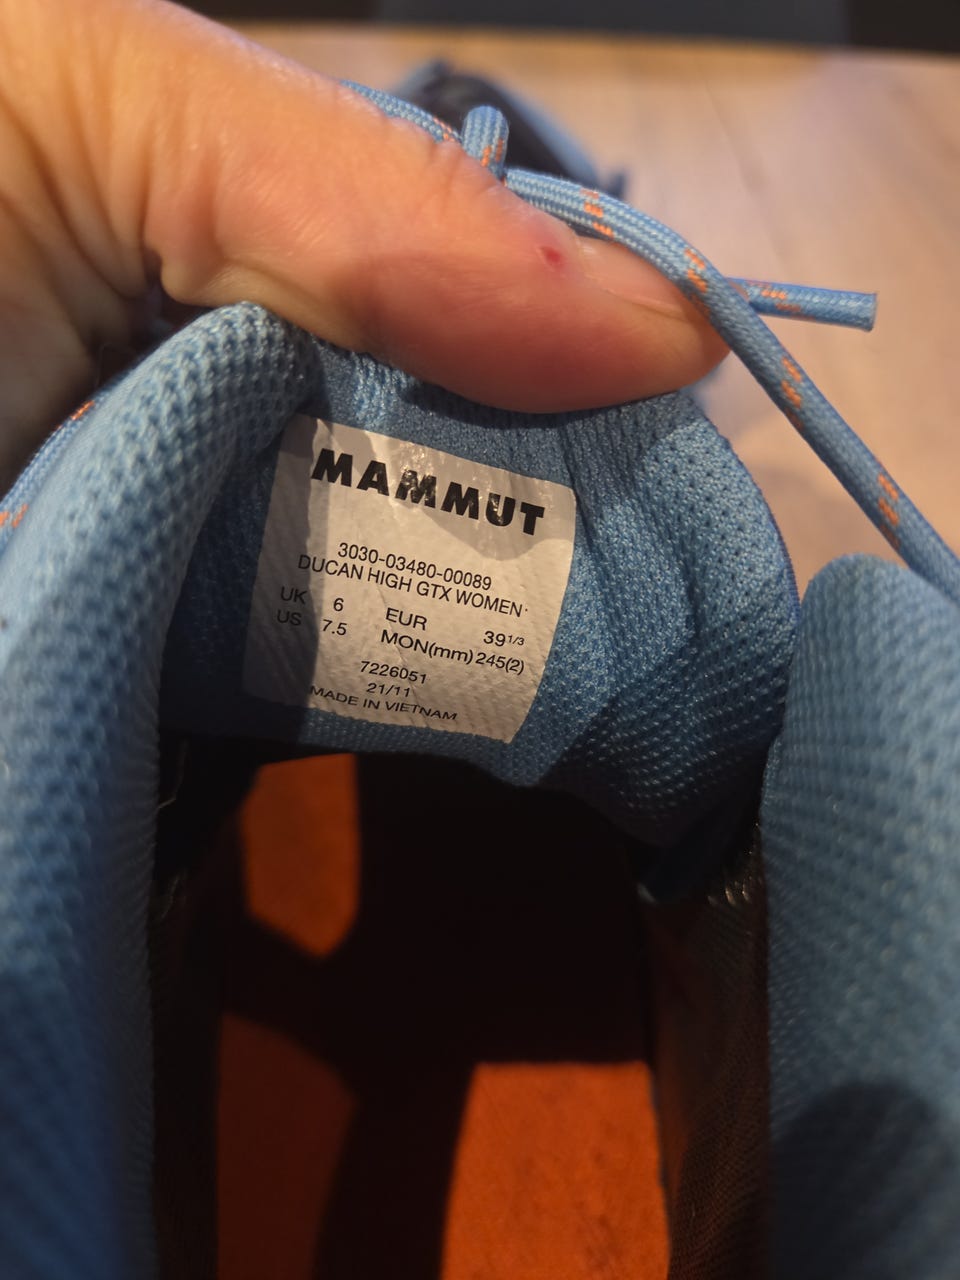 MAMMUT
3030-03480-00089
DUCAN HIGH GTX WOMEN
UK 6 EUR 39 1/3
US 7.5 MON(mm) 245(2)
7226051
21/11
MADE IN VIETNAM